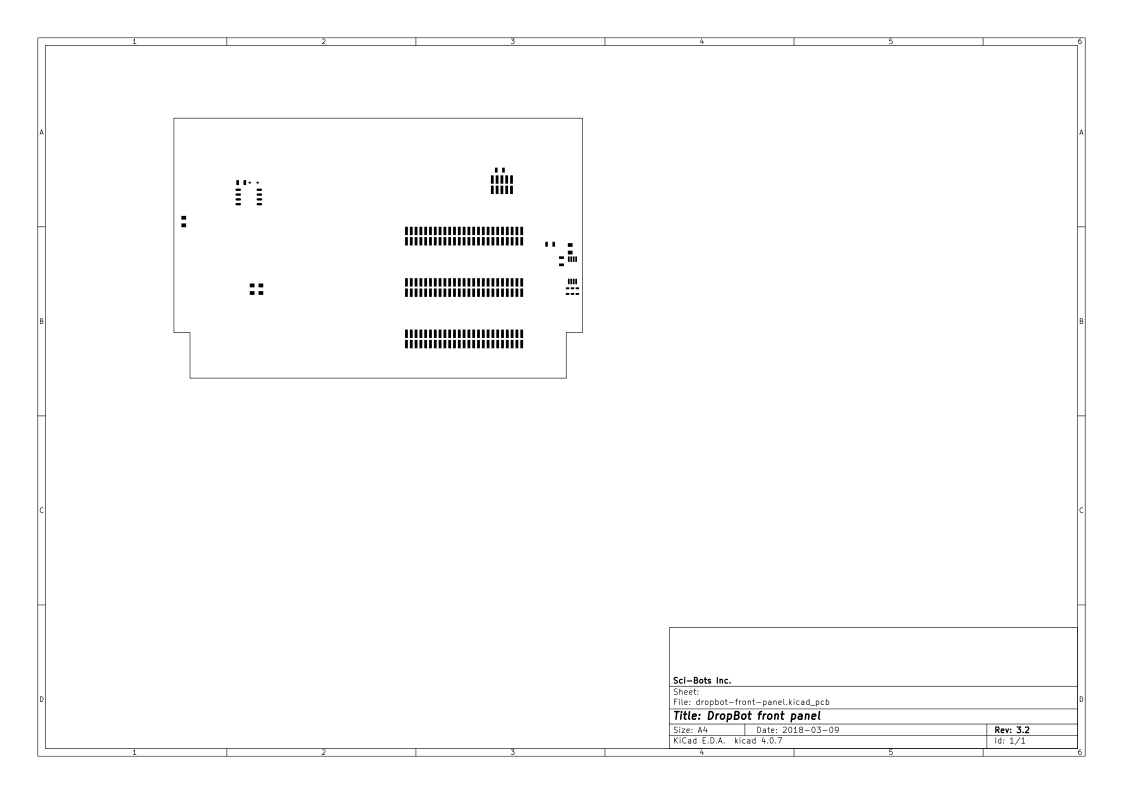 1 2 3 4 5 6
A A
B B
C C
Sci-Bots Inc.
Sheet:
File: dropbot-front-panel.kicad_pcb
D D
Title: DropBot front panel
Size: A4 Date: 2018-03-09 Rev: 3.2
KiCad E.D.A. kicad 4.0.7 Id: 1/1
1 2 3 4 5 6